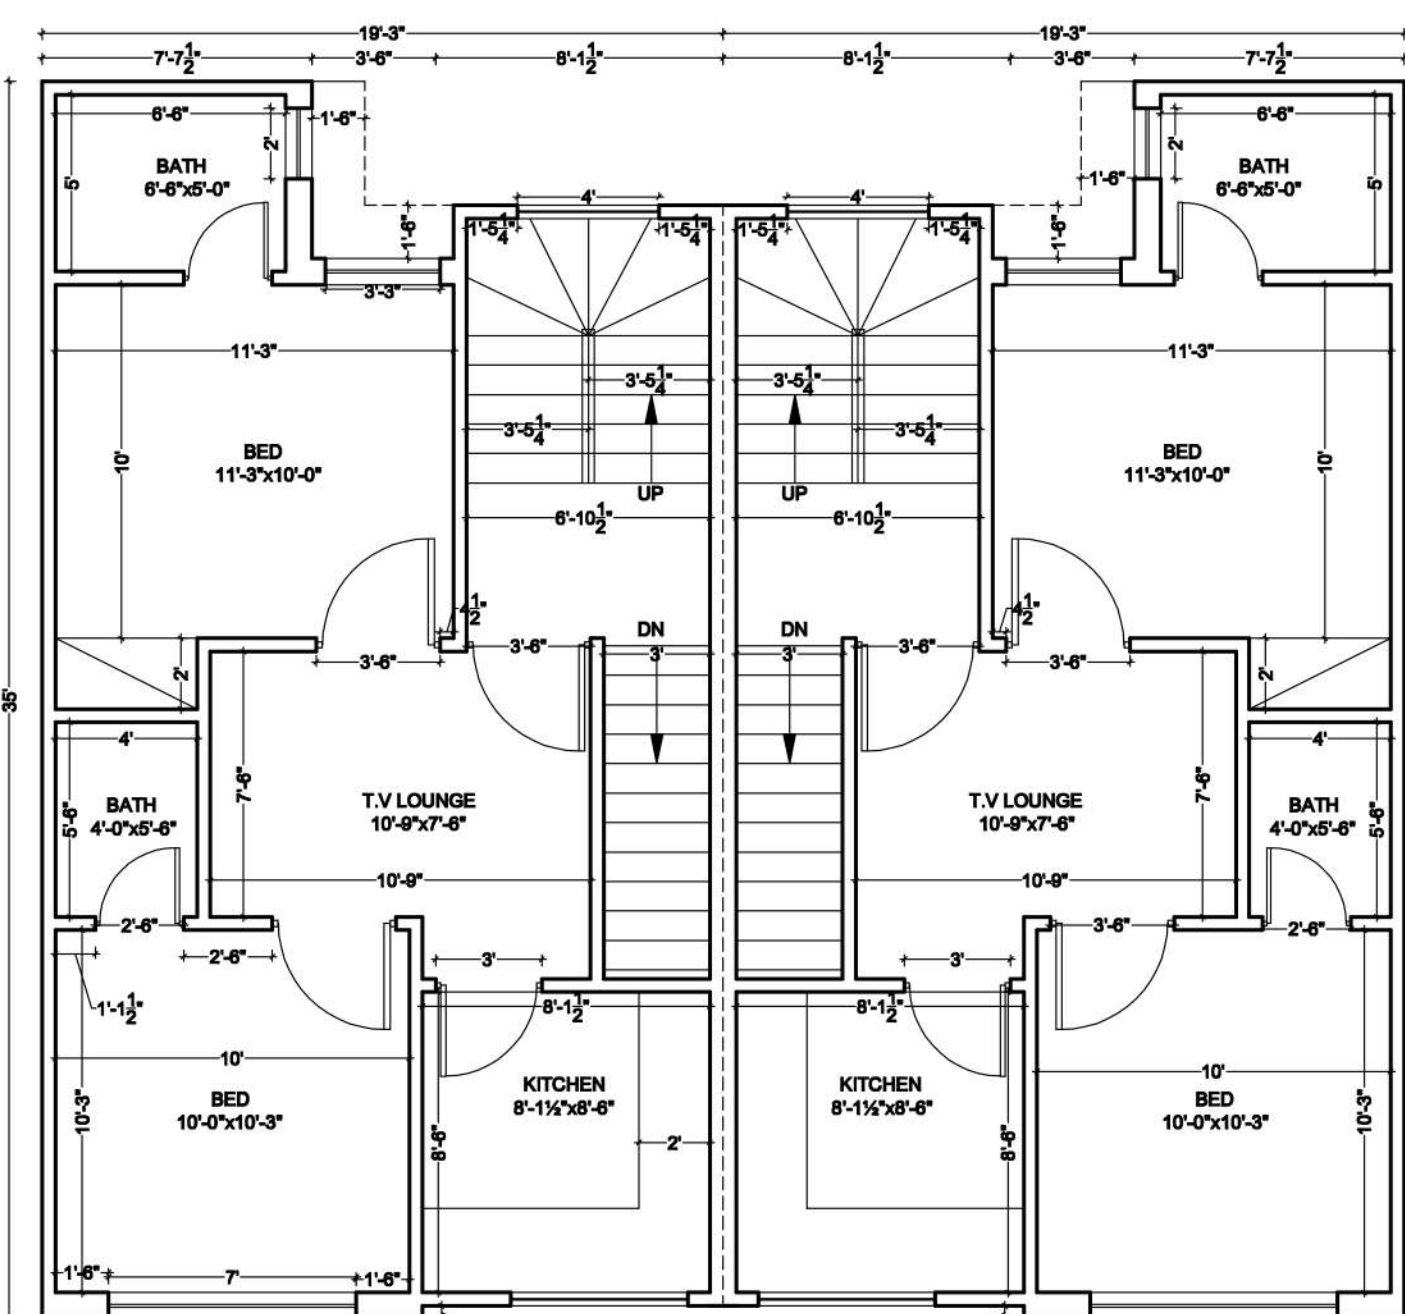 19'-3" 19'-3"
7'-7½" 3'-6" 8'-1½" 8'-1½" 3'-6" 7'-7½"
6'-6" 1'-6" 6'-6"
2' 2'
BATH BATH
6'-6"x5'-0" 1'-6" 6'-6"x5'-0"
5' 5'
4' 4'
1'-5¼" 1'-5¼" 1'-5¼" 1'-5¼"
1'-6" 1'-6"
3'-3"
11'-3" 11'-3"
3'-5¼" 3'-5¼"
3'-5¼" 3'-5¼"
BED BED
11'-3"x10'-0" 11'-3"x10'-0"
10' 10'
UP UP
6'-10½" 6'-10½"
4½" 4½"
DN DN
3'-6" 3'-6" 3' 3' 3'-6" 3'-6"
2' 2'
35'
4' 4'
7'-6" 7'-6"
BATH T.V LOUNGE T.V LOUNGE BATH
4'-0"x5'-6" 10'-9"x7'-6" 10'-9"x7'-6" 4'-0"x5'-6"
5'-6" 5'-6"
10'-9" 10'-9"
2'-6" 3'-6" 2'-6"
2'-6" 3' 3'
1'-1½" 8'-1½" 8'-1½"
10' 10'
BED KITCHEN KITCHEN BED
10'-0"x10'-3" 8'-1½"x8'-6" 8'-1½"x8'-6" 10'-0"x10'-3"
10'-3" 10'-3"
8'-6" 2' 8'-6"
1'-6" 7' 1'-6"